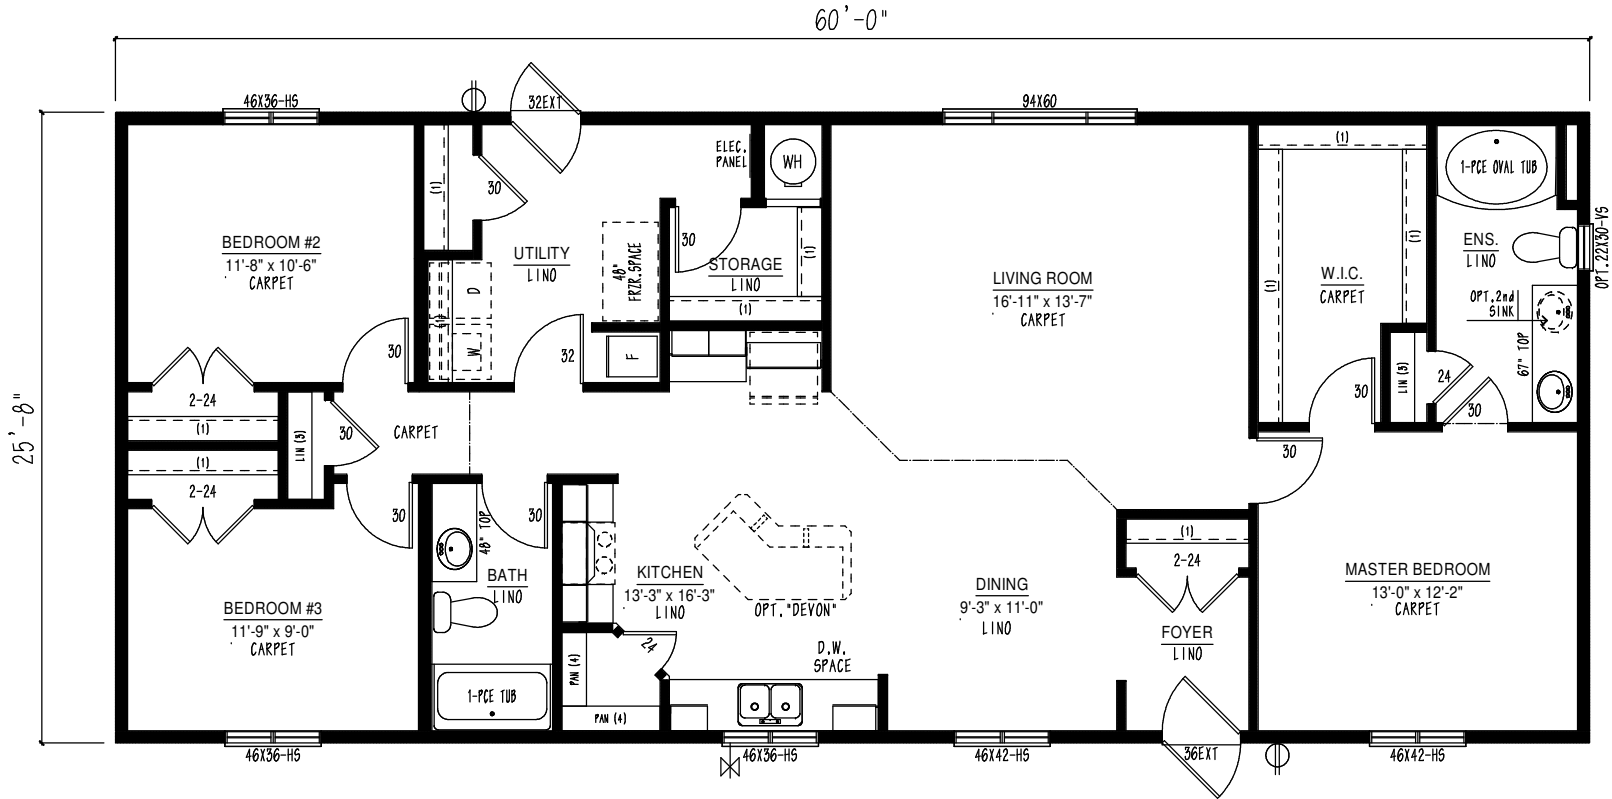 60'-0"
46X36-HS
32EXT
94X60
ELEC.
PANEL
WH
(1)
1-PCE OVAL TUB
30
(1)
BEDROOM #2
11'-8" x 10'-6"
CARPET
UTILITY
LINO
48"
FRZR.SPACE
30
STORAGE
LINO
(1)
(1)
LIVING ROOM
16'-11" x 13'-7"
CARPET
(1)
W.I.C.
CARPET
(1)
ENS.
LINO
OPT.22X30-VS
OPT.2nd
SINK
67" TOP
D
(1)
W
30
32
F
LIN (3)
24
30
30
2-24
(1)
LIN (3)
30
CARPET
25'-8"
(1)
2-24
30
30
48" TOP
30
(1)
2-24
BATH
LINO
KITCHEN
13'-3" x 16'-3"
LINO
OPT. "DEVON"
DINING
9'-3" x 11'-0"
LINO
MASTER BEDROOM
13'-0" x 12'-2"
CARPET
BEDROOM #3
11'-9" x 9'-0"
CARPET
FOYER
LINO
24
D.W.
SPACE
PAN (4)
1-PCE TUB
PAN (4)
46X36-HS
46X36-HS
46X42-HS
36EXT
46X42-HS